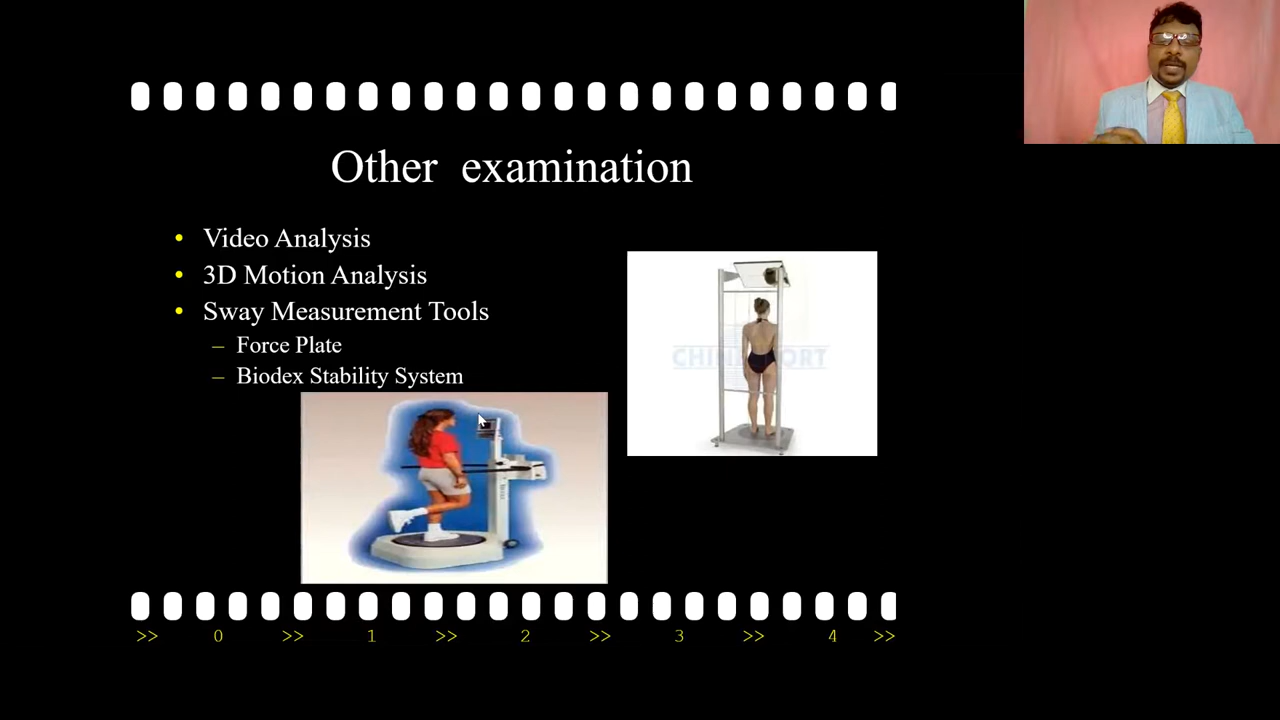 Other examination
• Video Analysis
• 3D Motion Analysis
• Sway Measurement Tools
– Force Plate
– Biodex Stability System
>> 0 >> 1 >> 2 >> 3 >> 4 >>